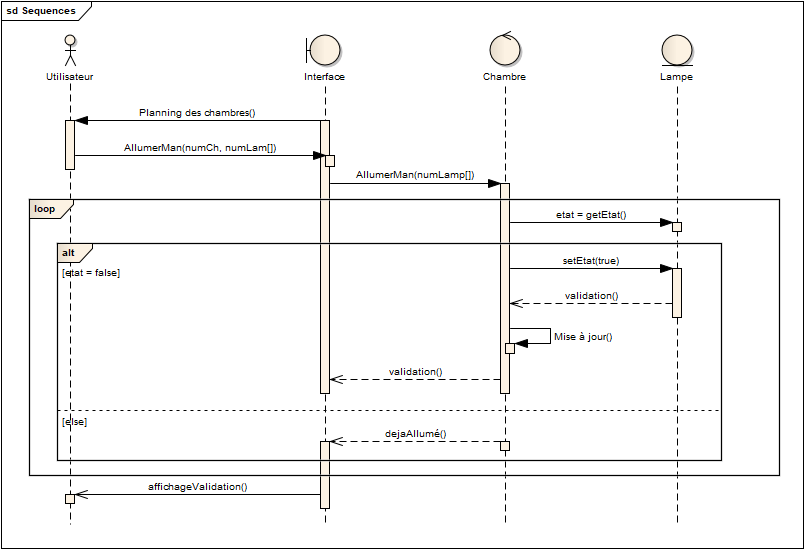 sd Sequences
Utilisateur
Interface
Chambre
Lampe
Planning des chambres()
AllumerMan(numCh, numLam[])
AllumerMan(numLamp[])
loop
etat = getEtat()
alt
[etat = false]
setEtat(true)
validation()
Mise à jour()
validation()
[else]
dejaAllumé()
affichageValidation()